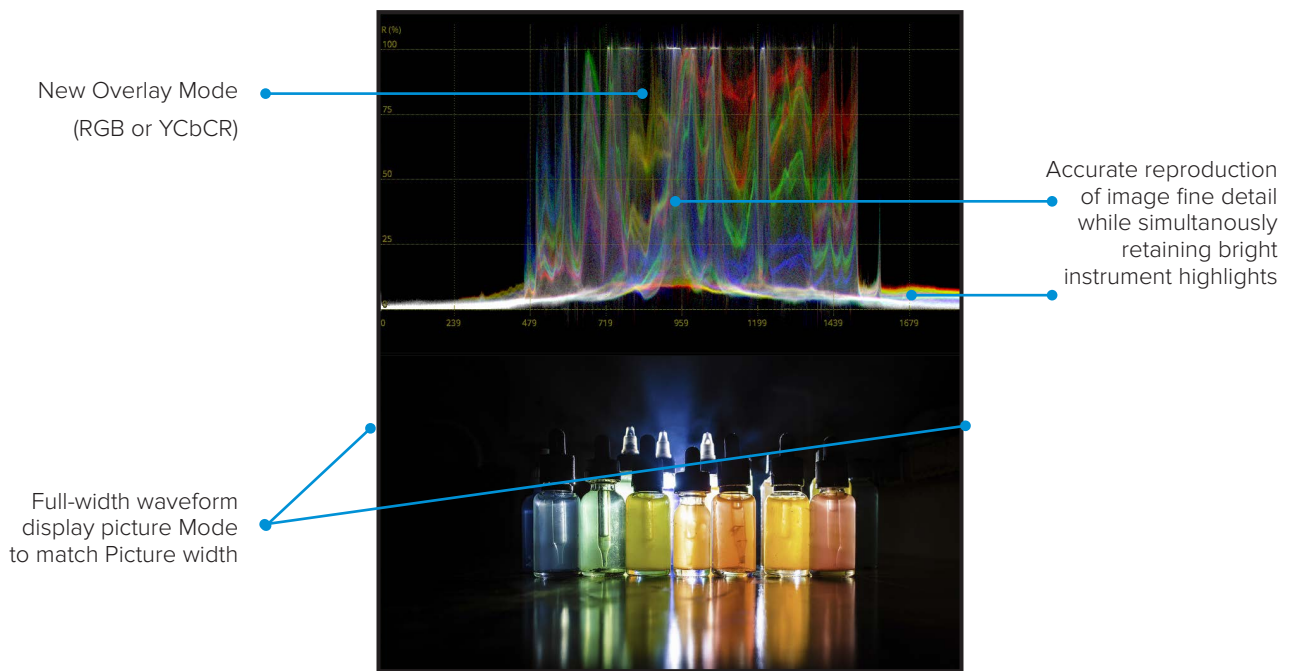 R (%)
100
New Overlay Mode
(RGB or YCbCR)
75
Accurate reproduction
50
of image fine detail
while simultanously
retaining bright
25
instrument highlights
0
0 239 479 719 959 1199 1439 1679
Full-width waveform
display picture Mode
to match Picture width